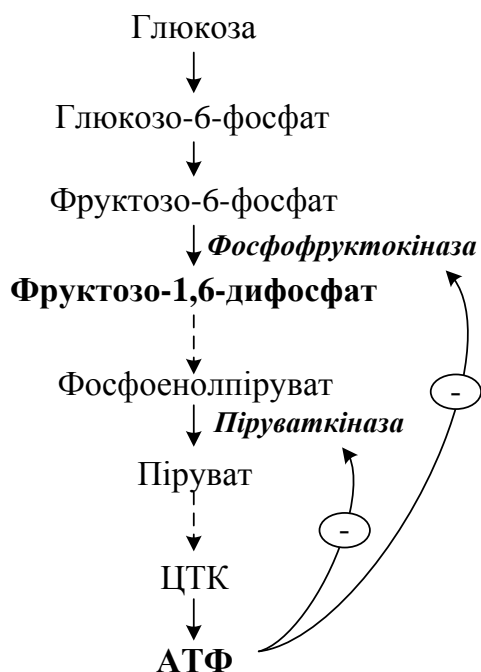 Глюкоза
Глюкозо-6-фосфат
Фруктозо-6-фосфат
Фосфофруктокіназа
Фруктозо-1,6-дифосфат
-
Фосфоенолпіруват
Піруваткіназа
Піруват
-
ЦТК
АТФ